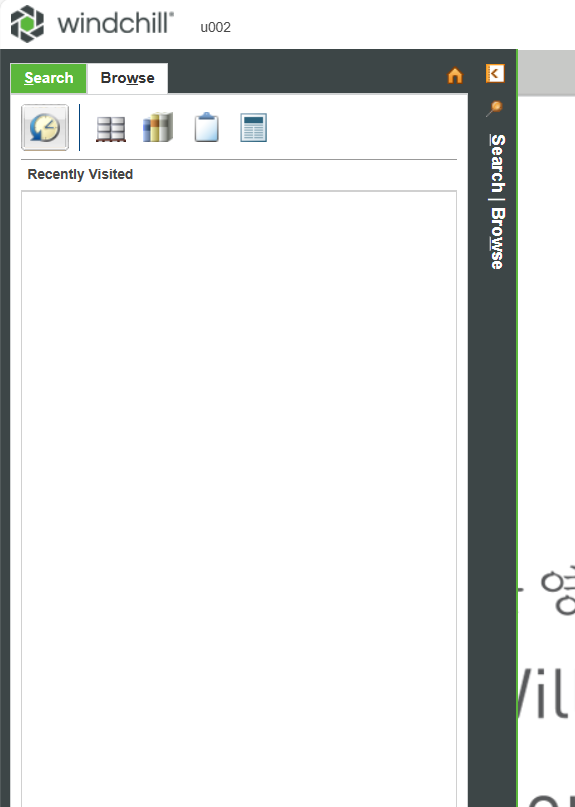 windchill®
u002
Search
Browse
Search | Browse
Recently Visited